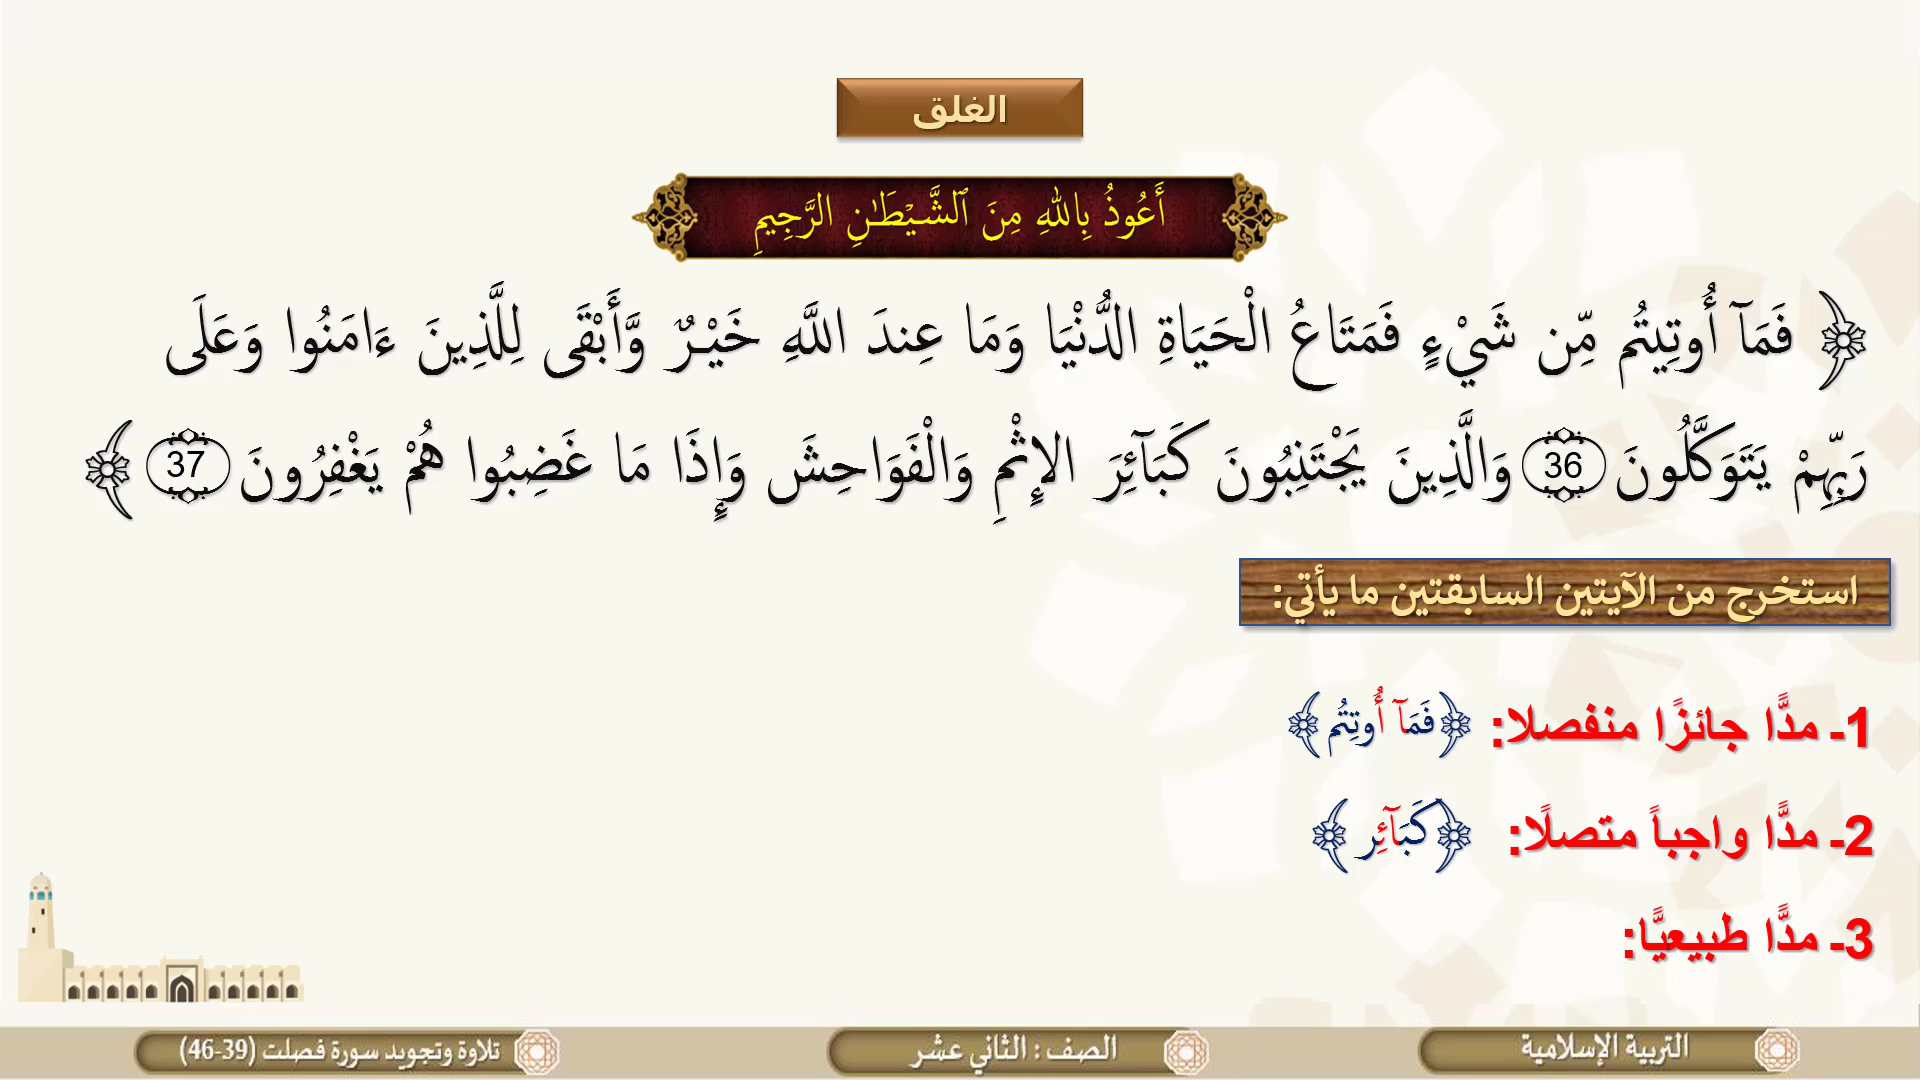 الغلق
أَعُوذُ بِاللهِ مِنَ ٱلشَّيْطَٰنِ الرَّجِيمِ
﴿ فَمَآ أُوتِيتُم مِّن شَيْءٍ فَمَتَاعُ الْحَيَاةِ الدُّنْيَا وَمَا عِندَ اللَّهِ خَيْرٌ وَأَبْقَى لِلَّذِينَ ءَامَنُوا وَعَلَى
رَبِّهِمْ يَتَوَكَّلُونَ 36 وَالَّذِينَ يَجْتَنِبُونَ كَبَآئِرَ الإِثْمِ وَالْفَوَاحِشَ وَإِذَا مَا غَضِبُوا هُمْ يَغْفِرُونَ 37 ﴾
استخرج من الآيتين السابقتين ما يأتي:
1- مدًّا جائزًا منفصلا: ﴿فَمَآ أُوتِيتُم﴾
2- مدًّا واجباً متصلًا: ﴿كَبَآئِر﴾
3- مدًّا طبيعيًّا:
التربية الإسلامية
الصف : الثاني عشر
تلاوة وتجويد سورة فصلت (39-46)